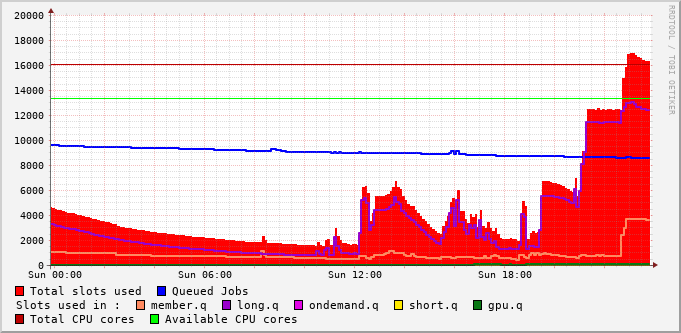 20000
18000
16000
14000
12000
10000
8000
6000
4000
2000
0
Sun 00:00 Sun 06:00 Sun 12:00 Sun 18:00
Total slots used Queued Jobs
Slots used in : member.q long.q ondemand.q short.q gpu.q
Total CPU cores Available CPU cores
RRDTOOL / TOBI OETIKER